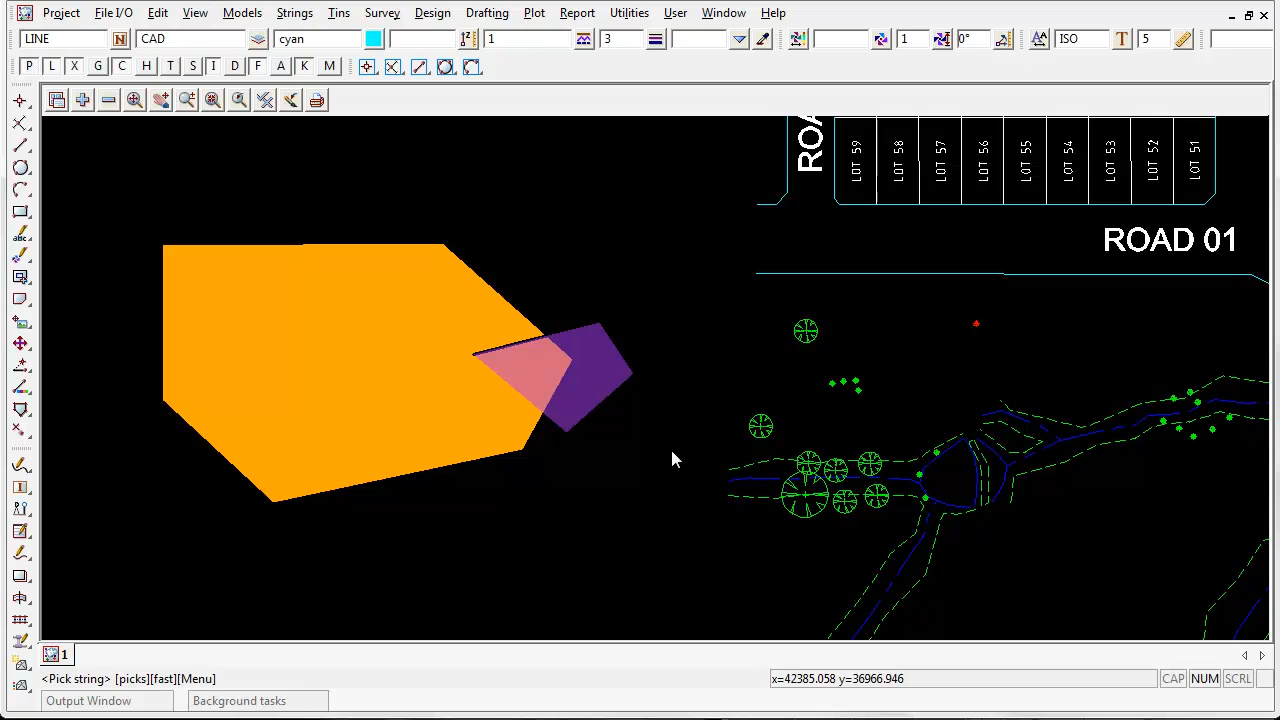 Project File I/O Edit View Models Strings Tins Survey Design Drafting Plot Report Utilities User Window Help
LINE N CAD cyan 1 3 1 0° ISO T 5
P L X G C H T S I D F A K M
abc
ROAD
LOT 59
LOT 58
LOT 57
LOT 56
LOT 55
LOT 54
LOT 53
LOT 52
LOT 51
ROAD 01
1
<Pick string> [picks][fast][Menu] x=42385.058 y=36966.946 CAP NUM SCRL
Output Window Background tasks